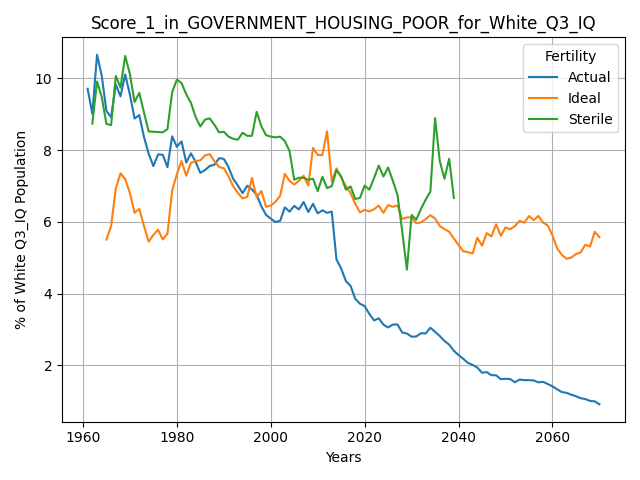 Score_1_in_GOVERNMENT_HOUSING_POOR_for_White_Q3_IQ
% of White Q3_IQ Population
10
8
6
4
2
Fertility
Actual
Ideal
Sterile
1960 1980 2000 2020 2040 2060
Years